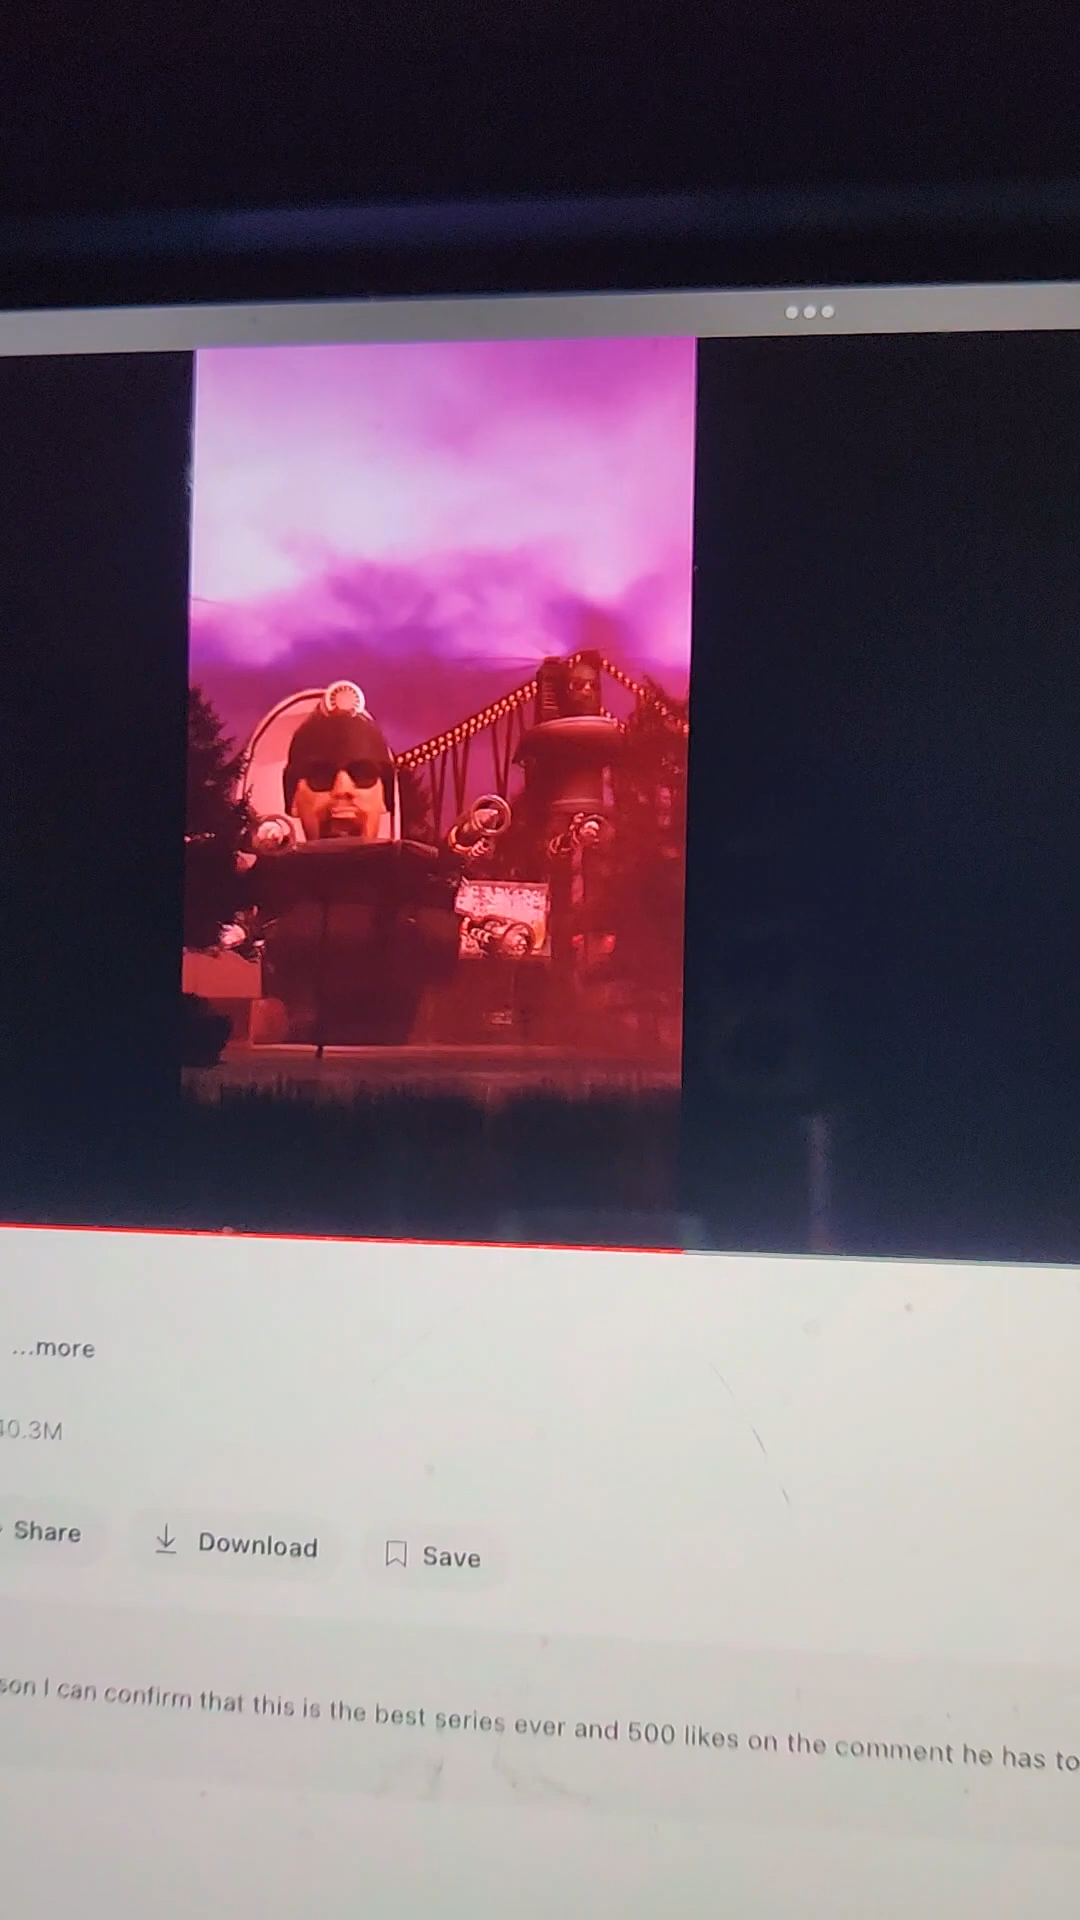 ...more
10.3M
Share
Download
Save
son I can confirm that this is the best series ever and 500 likes on the comment he has to